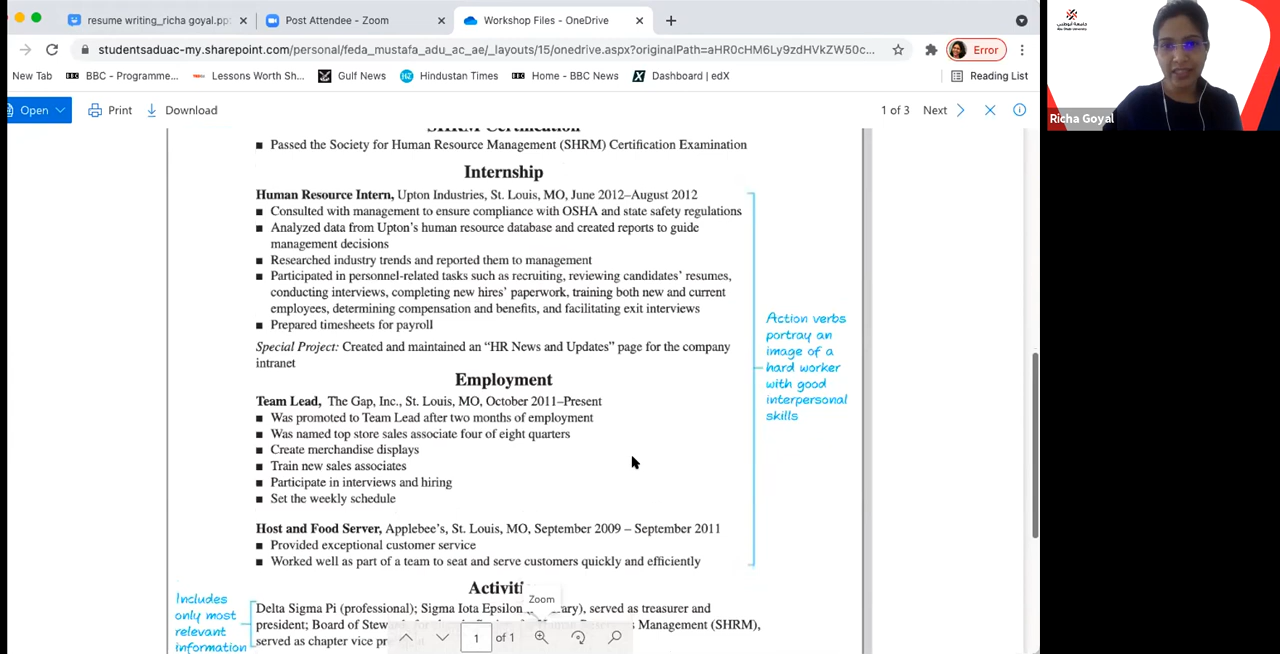 resume writing_richa goyal.pp
Post Attendee - Zoom
Workshop Files - OneDrive
studentsaduac-my.sharepoint.com/personal/feda_mustafa_adu_ac_ae/_layouts/15/onedrive.aspx?originalPath=aHR0cHM6Ly9zdHVkZW50c...
Error
New Tab
BBC - Programme...
Lessons Worth Sh...
Gulf News
Hindustan Times
Home - BBC News
Dashboard | edX
Reading List
Open
Print
Download
1 of 3
Next
Richa Goyal
SHRM Certification
■ Passed the Society for Human Resource Management (SHRM) Certification Examination
Internship
Human Resource Intern, Upton Industries, St. Louis, MO, June 2012–August 2012
■ Consulted with management to ensure compliance with OSHA and state safety regulations
■ Analyzed data from Upton's human resource database and created reports to guide
management decisions
■ Researched industry trends and reported them to management
■ Participated in personnel-related tasks such as recruiting, reviewing candidates' resumes,
conducting interviews, completing new hires' paperwork, training both new and current
employees, determining compensation and benefits, and facilitating exit interviews
■ Prepared timesheets for payroll
Special Project: Created and maintained an “HR News and Updates” page for the company
intranet
Action verbs
portray an
image of a
hard worker
with good
interpersonal
skills
Employment
Team Lead, The Gap, Inc., St. Louis, MO, October 2011–Present
■ Was promoted to Team Lead after two months of employment
■ Was named top store sales associate four of eight quarters
■ Create merchandise displays
■ Train new sales associates
■ Participate in interviews and hiring
■ Set the weekly schedule
Host and Food Server, Applebee's, St. Louis, MO, September 2009 – September 2011
■ Provided exceptional customer service
■ Worked well as part of a team to seat and serve customers quickly and efficiently
Activiti
Zoom
Includes
only most
relevant
information
Delta Sigma Pi (professional); Sigma Iota Epsilon ary), served as treasurer and
president; Board of Management (SHRM),
served as chapter vice
1 of 1